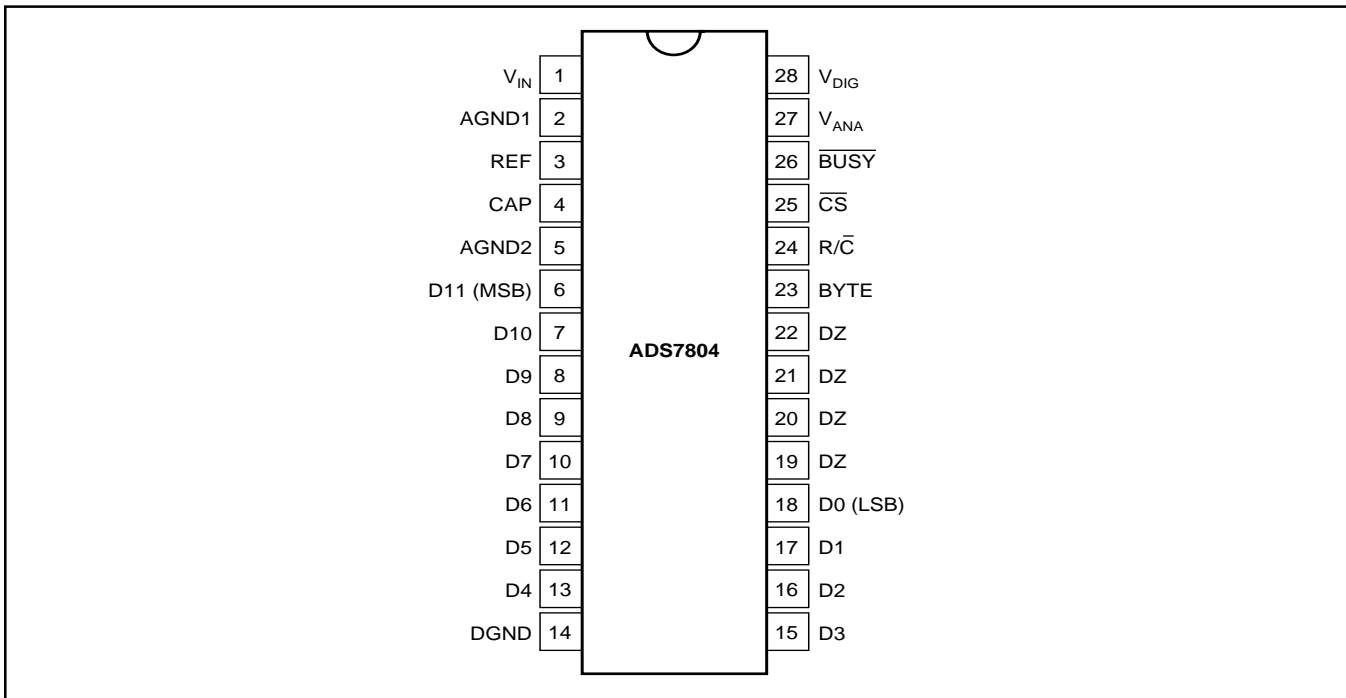 V_IN 1 28 V_DIG
AGND1 2 27 V_ANA
REF 3 26 B̅U̅S̅Y̅
CAP 4 25 C̅S̅
AGND2 5 24 R/C̅
D11 (MSB) 6 23 BYTE
D10 7 22 DZ
ADS7804
D9 8 21 DZ
D8 9 20 DZ
D7 10 19 DZ
D6 11 18 D0 (LSB)
D5 12 17 D1
D4 13 16 D2
DGND 14 15 D3